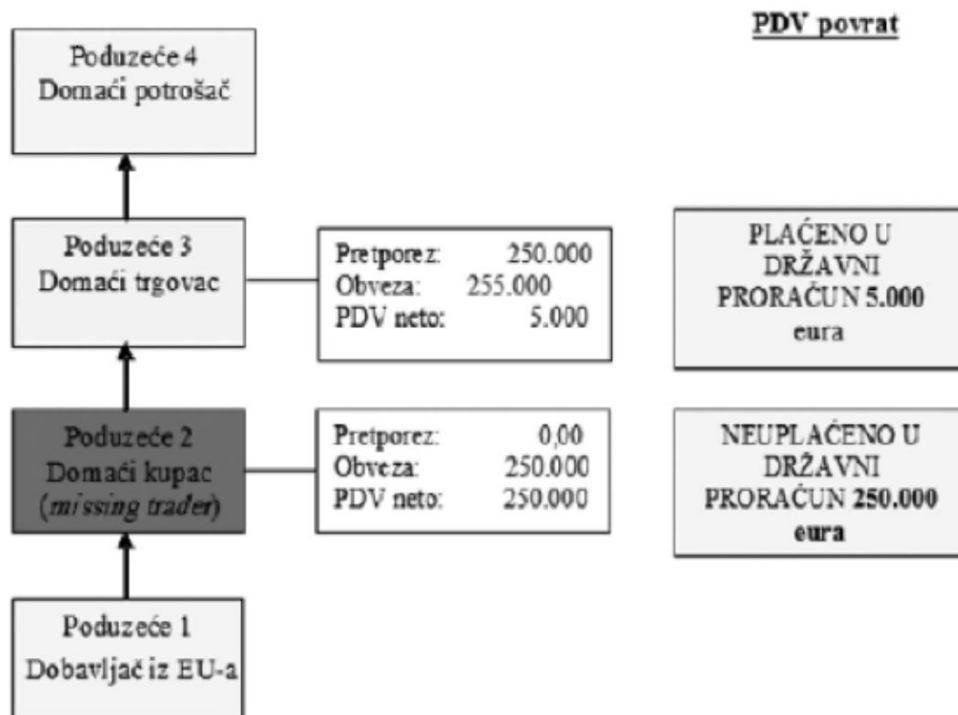 PDV povrat
Poduzeće 4
Domaći potrošač
Poduzeće 3
Domaći trgovac
Pretporez: 250.000
Obveza: 255.000
PDV neto: 5.000
PLAĆENO U
DRŽAVNI
PRORAČUN 5.000
eura
Poduzeće 2
Domaći kupac
(missing trader)
Pretporez: 0,00
Obveza: 250.000
PDV neto: 250.000
NEUPLAĆENO U
DRŽAVNI
PRORAČUN 250.000
eura
Poduzeće 1
Dobavljač iz EU-a